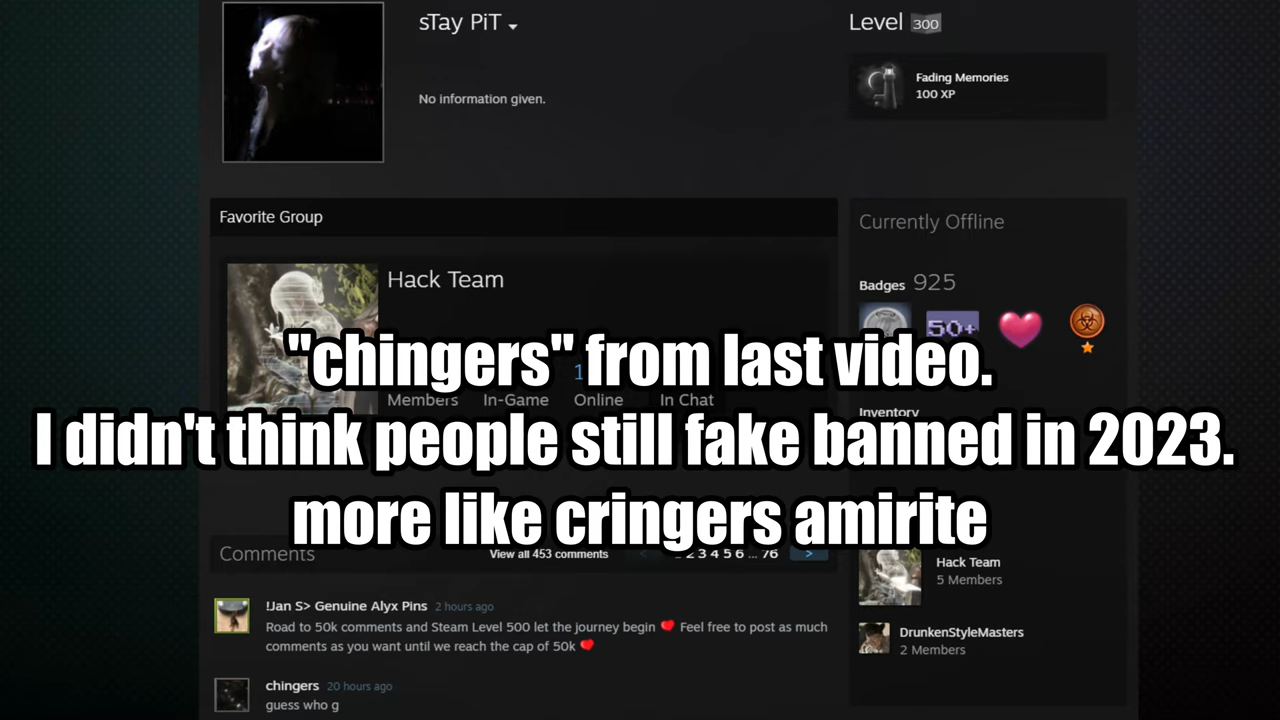 sTay PiT
Level 300
Fading Memories
100 XP
No information given.
Favorite Group
Currently Offline
Hack Team
Badges 925
50+
"chingers" from last video.
Members In-Game Online In Chat
Inventory
I didn't think people still fake banned in 2023.
more like cringers amirite
Comments
View all 453 comments
2 3 4 5 6 ... 76 >
Hack Team
5 Members
!Jan S> Genuine Alyx Pins 2 hours ago
Road to 50k comments and Steam Level 500 let the journey begin ❤ Feel free to post as much
comments as you want until we reach the cap of 50k ❤
DrunkenStyleMasters
2 Members
chingers 20 hours ago
guess who g